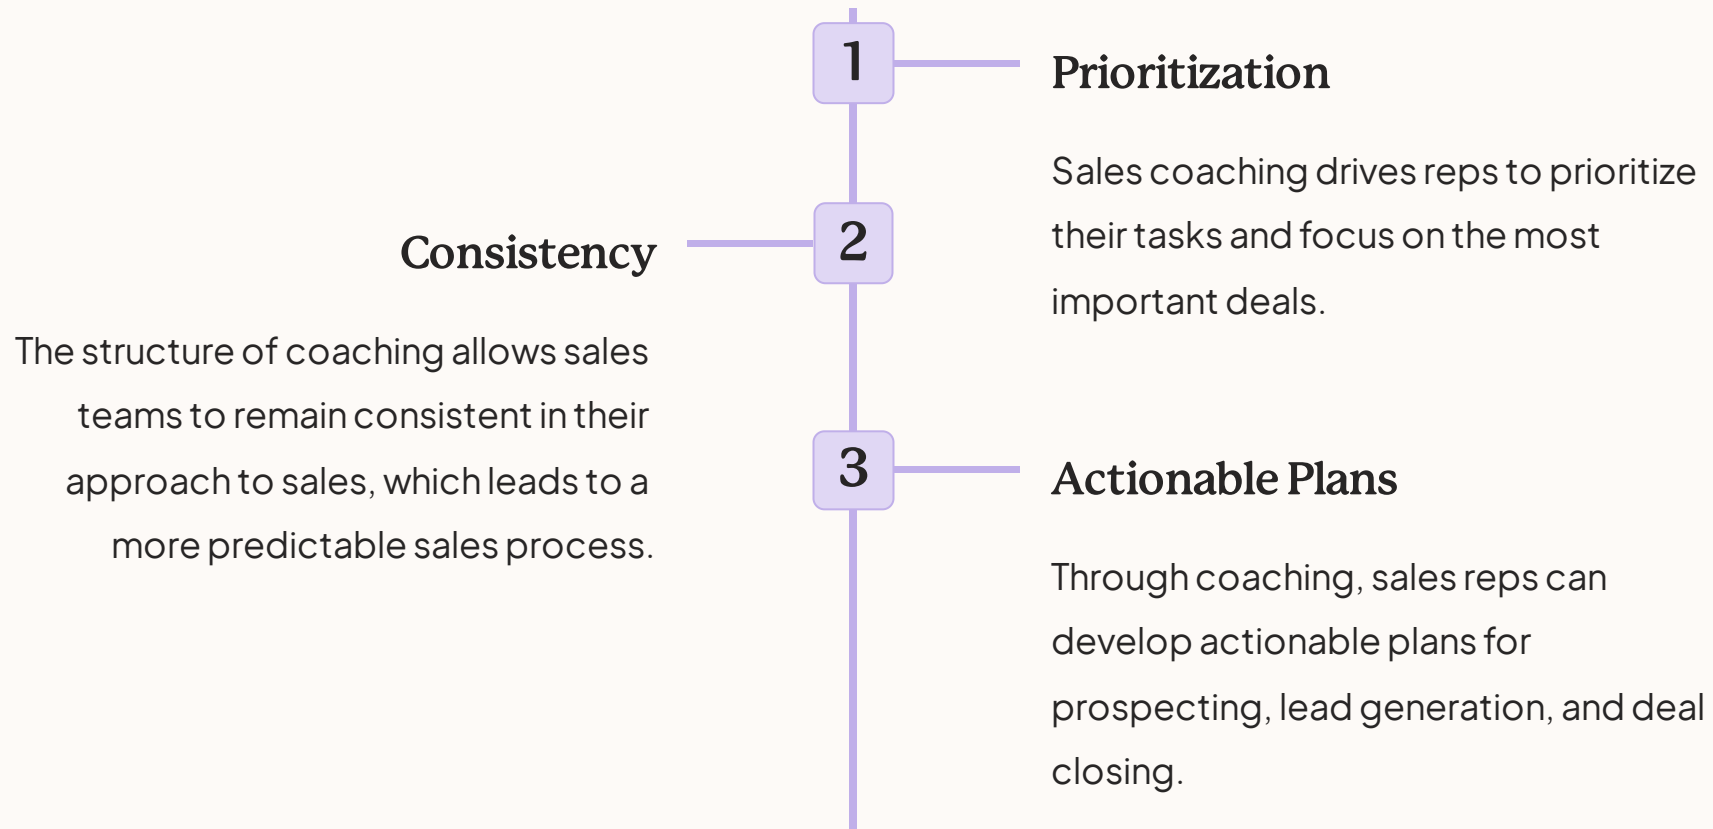 1
Prioritization
Sales coaching drives reps to prioritize
their tasks and focus on the most
important deals.
2
Consistency
The structure of coaching allows sales
teams to remain consistent in their
approach to sales, which leads to a
more predictable sales process.
3
Actionable Plans
Through coaching, sales reps can
develop actionable plans for
prospecting, lead generation, and deal
closing.